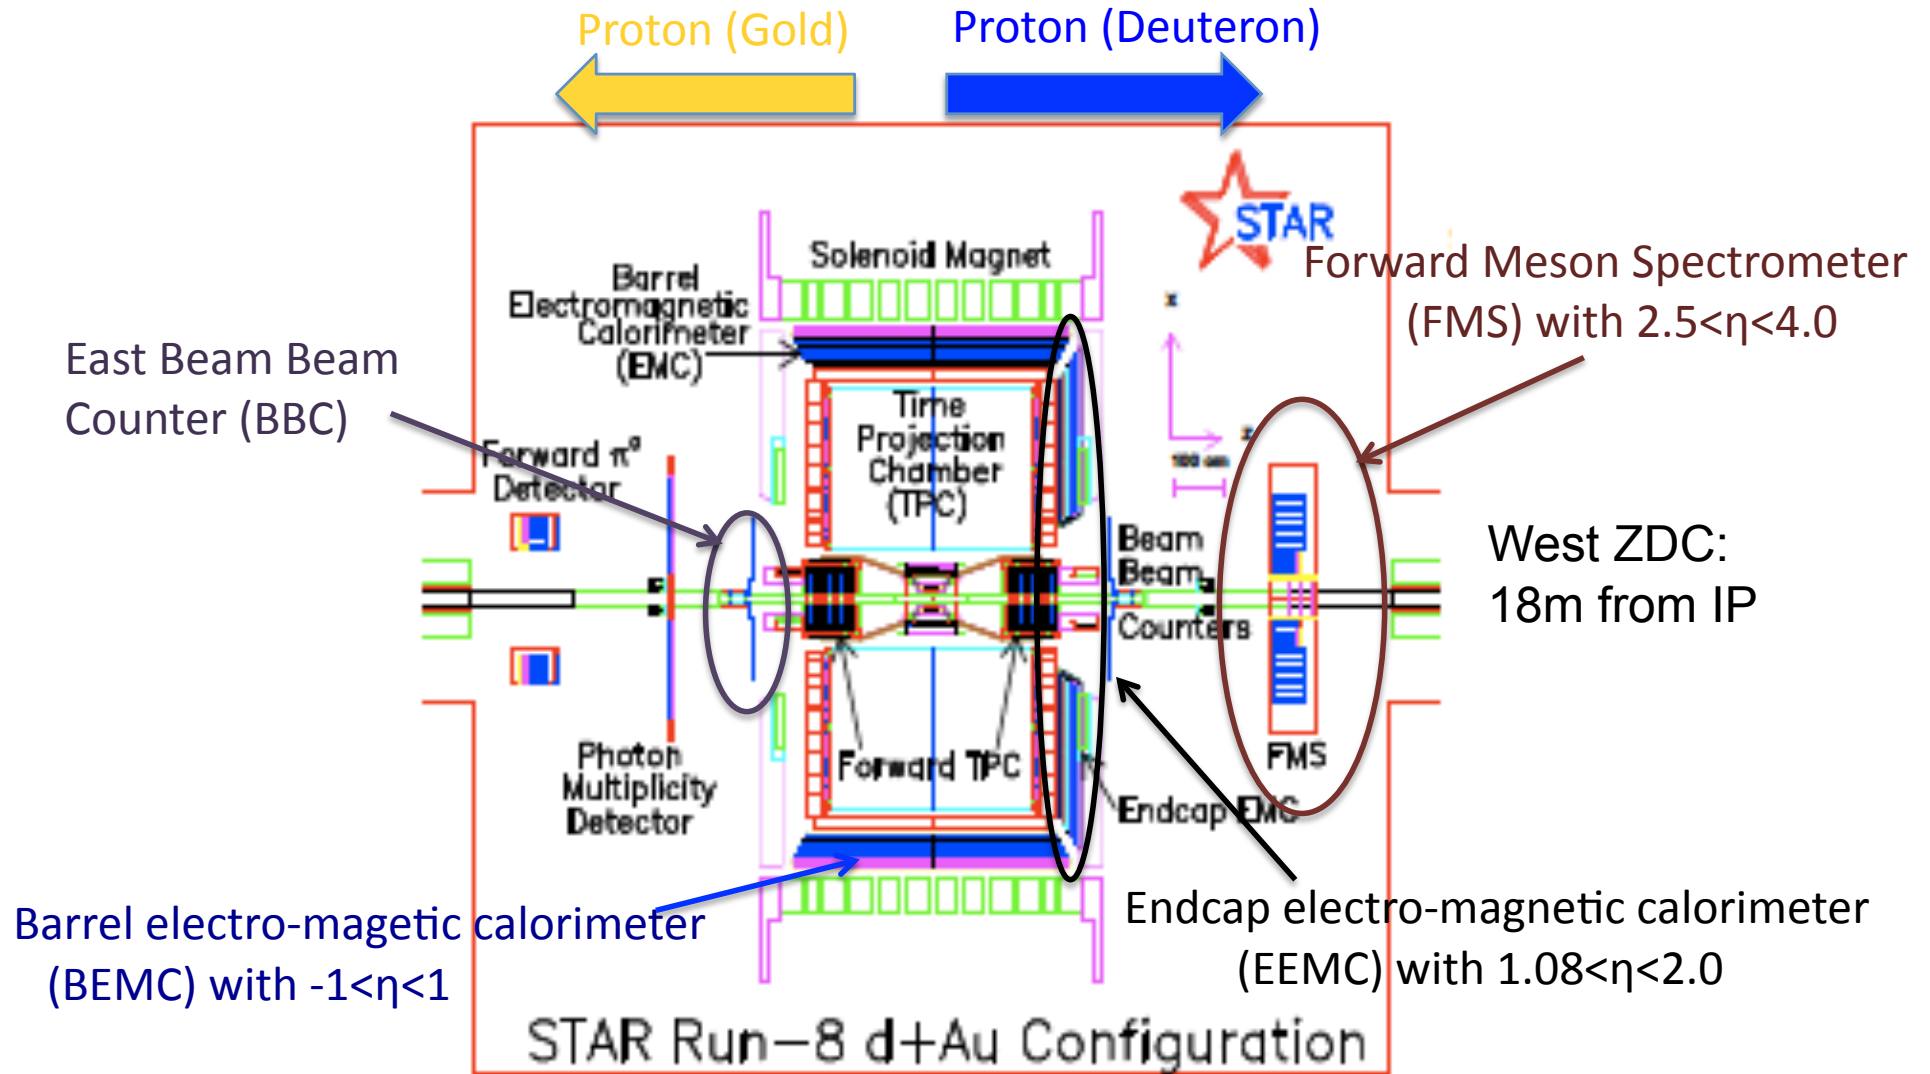 Proton (Gold)
Proton (Deuteron)
STAR
Solenoid Magnet
Barrel
Electromagnetic
Calorimeter
(EMC)
Forward Meson Spectrometer
(FMS) with 2.5<η<4.0
East Beam Beam
Counter (BBC)
x
z
100 cm
Time
Projection
Chamber
(TPC)
Forward π⁰
Detector
Beam
Beam
Counters
West ZDC:
18m from IP
Photon
Multiplicity
Detector
Forward TPC
FMS
Endcap EMC
Barrel electro-magetic calorimeter
(BEMC) with -1<η<1
Endcap electro-magnetic calorimeter
(EEMC) with 1.08<η<2.0
STAR Run-8 d+Au Configuration